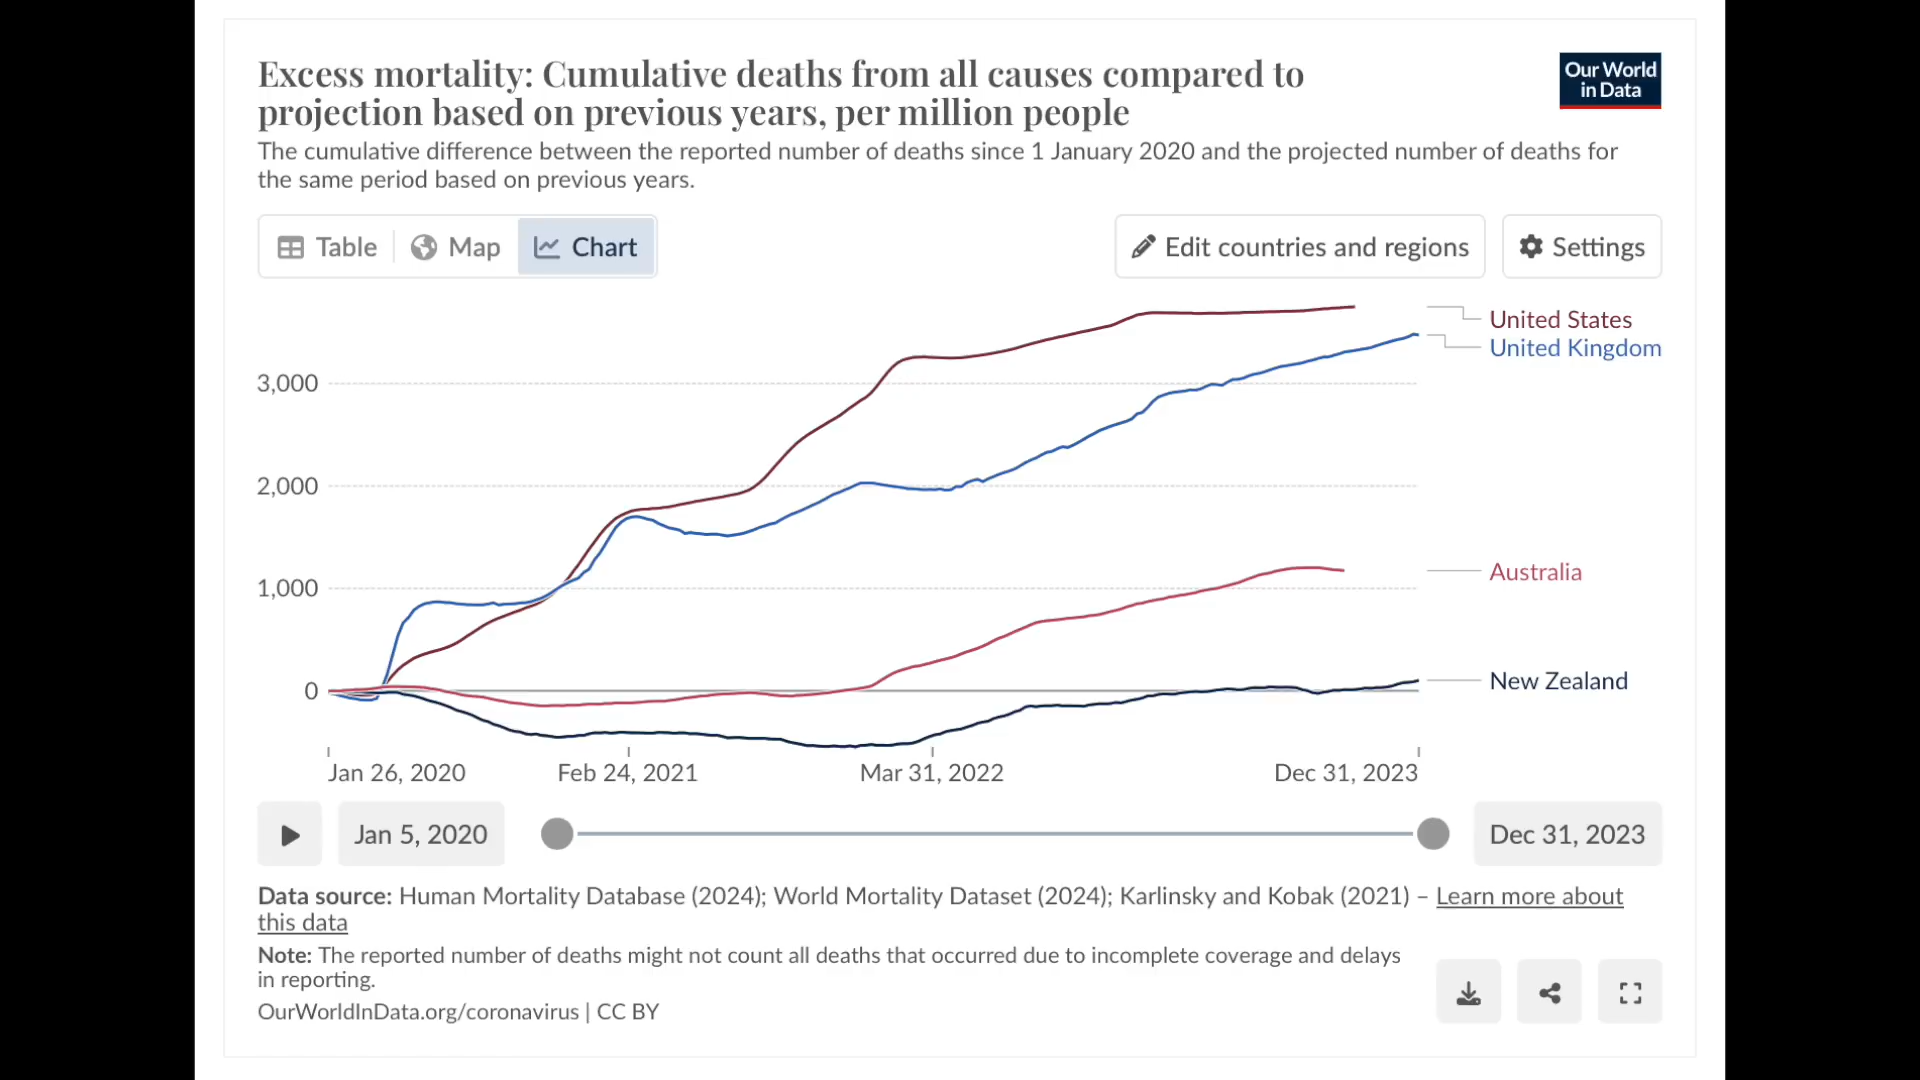 Excess mortality: Cumulative deaths from all causes compared to
projection based on previous years, per million people
Our World
in Data
The cumulative difference between the reported number of deaths since 1 January 2020 and the projected number of deaths for
the same period based on previous years.
Table
Map
Chart
Edit countries and regions
Settings
United States
United Kingdom
3,000
2,000
Australia
1,000
New Zealand
0
Jan 26, 2020
Feb 24, 2021
Mar 31, 2022
Dec 31, 2023
Jan 5, 2020
Dec 31, 2023
Data source: Human Mortality Database (2024); World Mortality Dataset (2024); Karlinsky and Kobak (2021) – Learn more about
this data
Note: The reported number of deaths might not count all deaths that occurred due to incomplete coverage and delays
in reporting.
OurWorldInData.org/coronavirus | CC BY